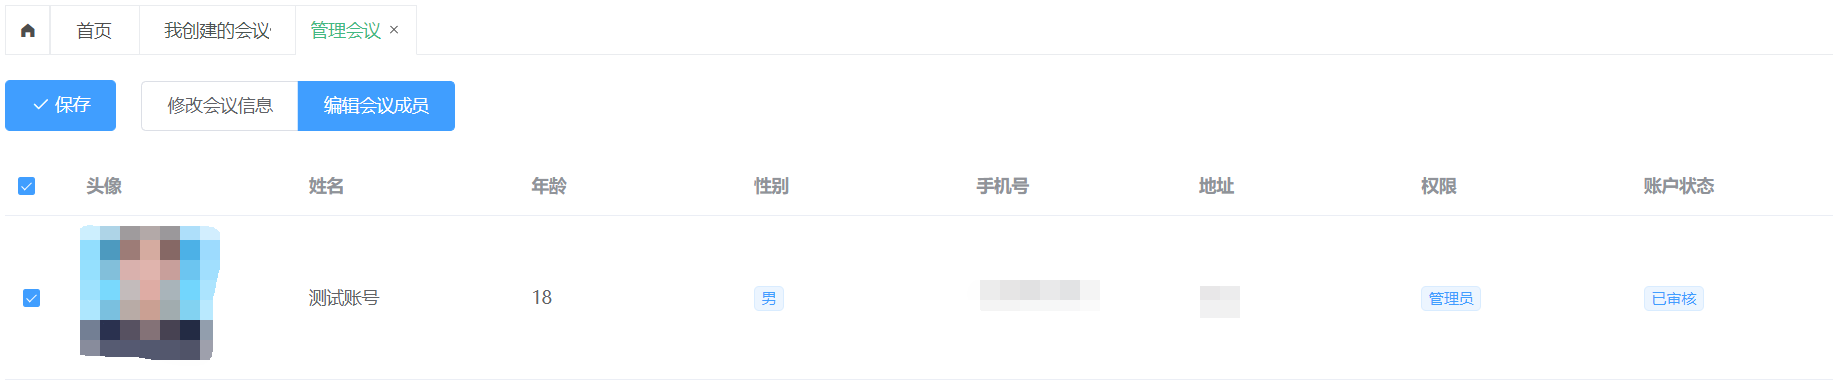 首页 我创建的会议 管理会议 ×
保存 修改会议信息 编辑会议成员
头像 姓名 年龄 性别 手机号 地址 权限 账户状态
测试账号 18 男 管理员 已审核